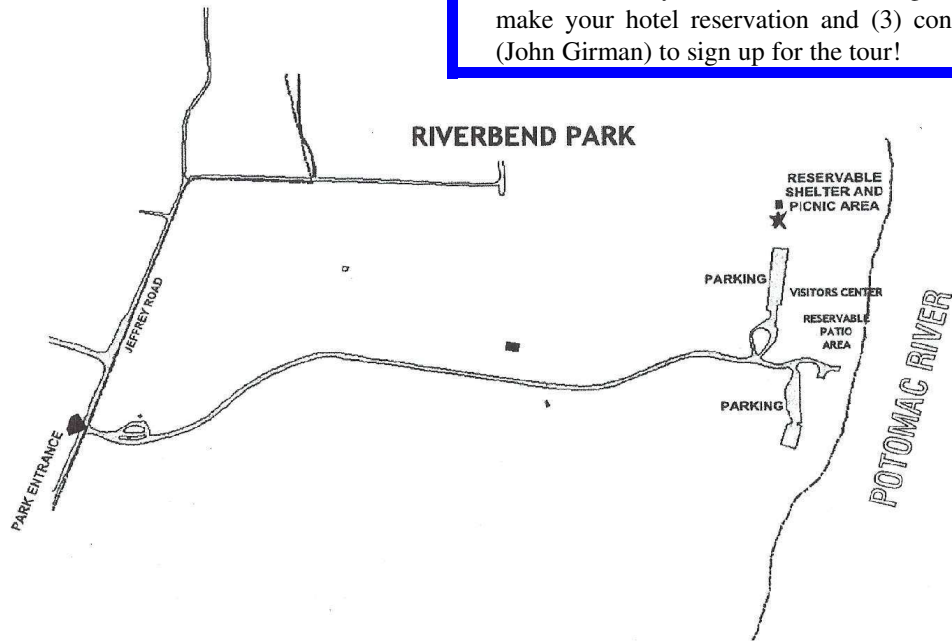 make your hotel reservation and (3) con
(John Girman) to sign up for the tour!
RIVERBEND PARK
RESERVABLE
SHELTER AND
PICNIC AREA
PARKING
VISITORS CENTER
RESERVABLE
PATIO
AREA
JEFFREY ROAD
PARKING
PARK ENTRANCE
POTOMAC RIVER